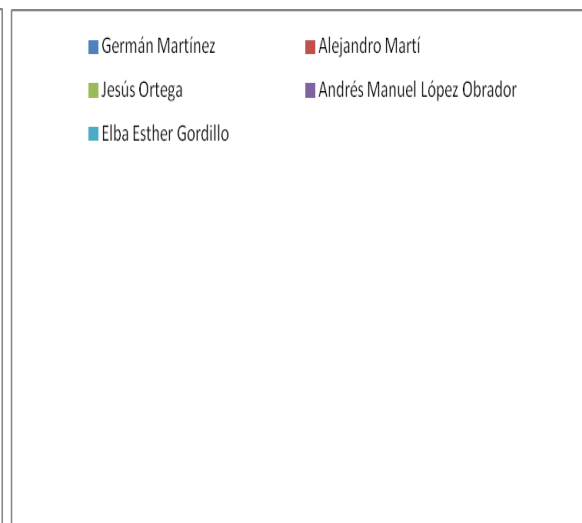 Germán Martínez Alejandro Martí
Jesús Ortega Andrés Manuel López Obrador
Elba Esther Gordillo